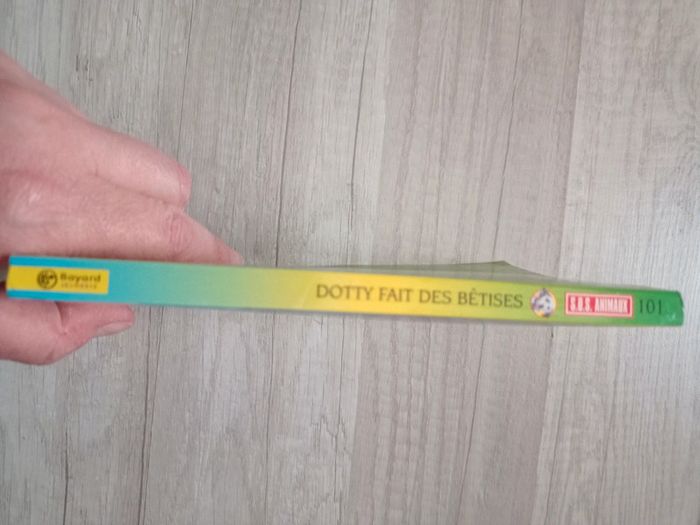 Bayard
JEUNESSE
DOTTY FAIT DES BÊTISES
S.O.S. ANIMAUX
101